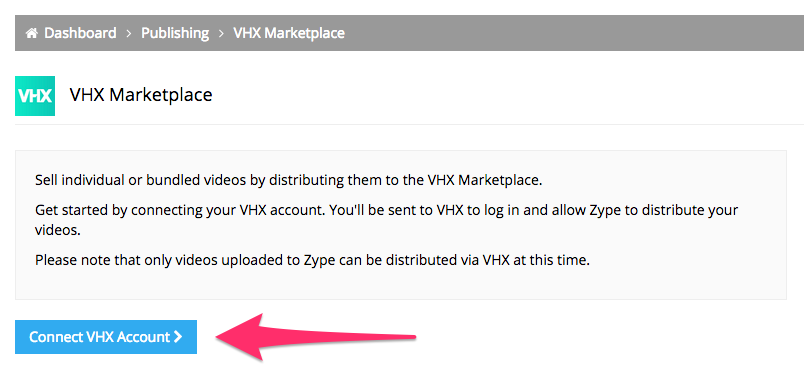 Dashboard > Publishing > VHX Marketplace
VHX VHX Marketplace
Sell individual or bundled videos by distributing them to the VHX Marketplace.
Get started by connecting your VHX account. You'll be sent to VHX to log in and allow Zype to distribute your
videos.
Please note that only videos uploaded to Zype can be distributed via VHX at this time.
Connect VHX Account >